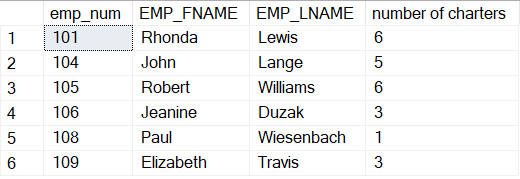 emp_num EMP_FNAME EMP_LNAME number of charters
1 101 Rhonda Lewis 6
2 104 John Lange 5
3 105 Robert Williams 6
4 106 Jeanine Duzak 3
5 108 Paul Wiesenbach 1
6 109 Elizabeth Travis 3